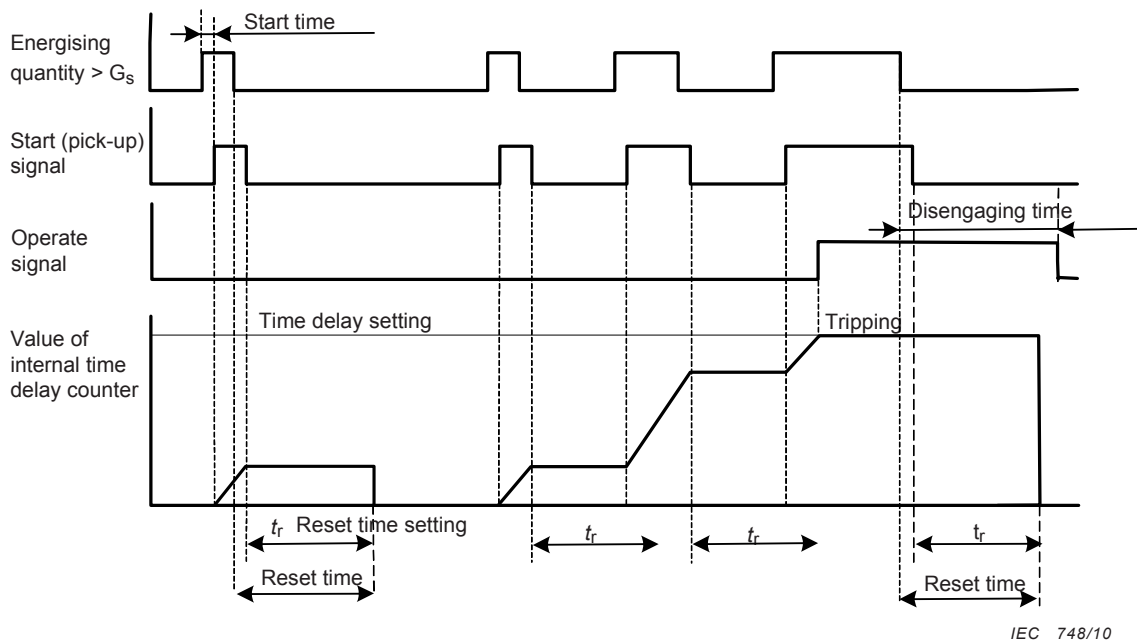 Start time
Energising
quantity > Gs
Start (pick-up)
signal
Disengaging time
Operate
signal
Time delay setting
Tripping
Value of
internal time
delay counter
tr Reset time setting
tr
tr
tr
Reset time
Reset time
IEC 748/10